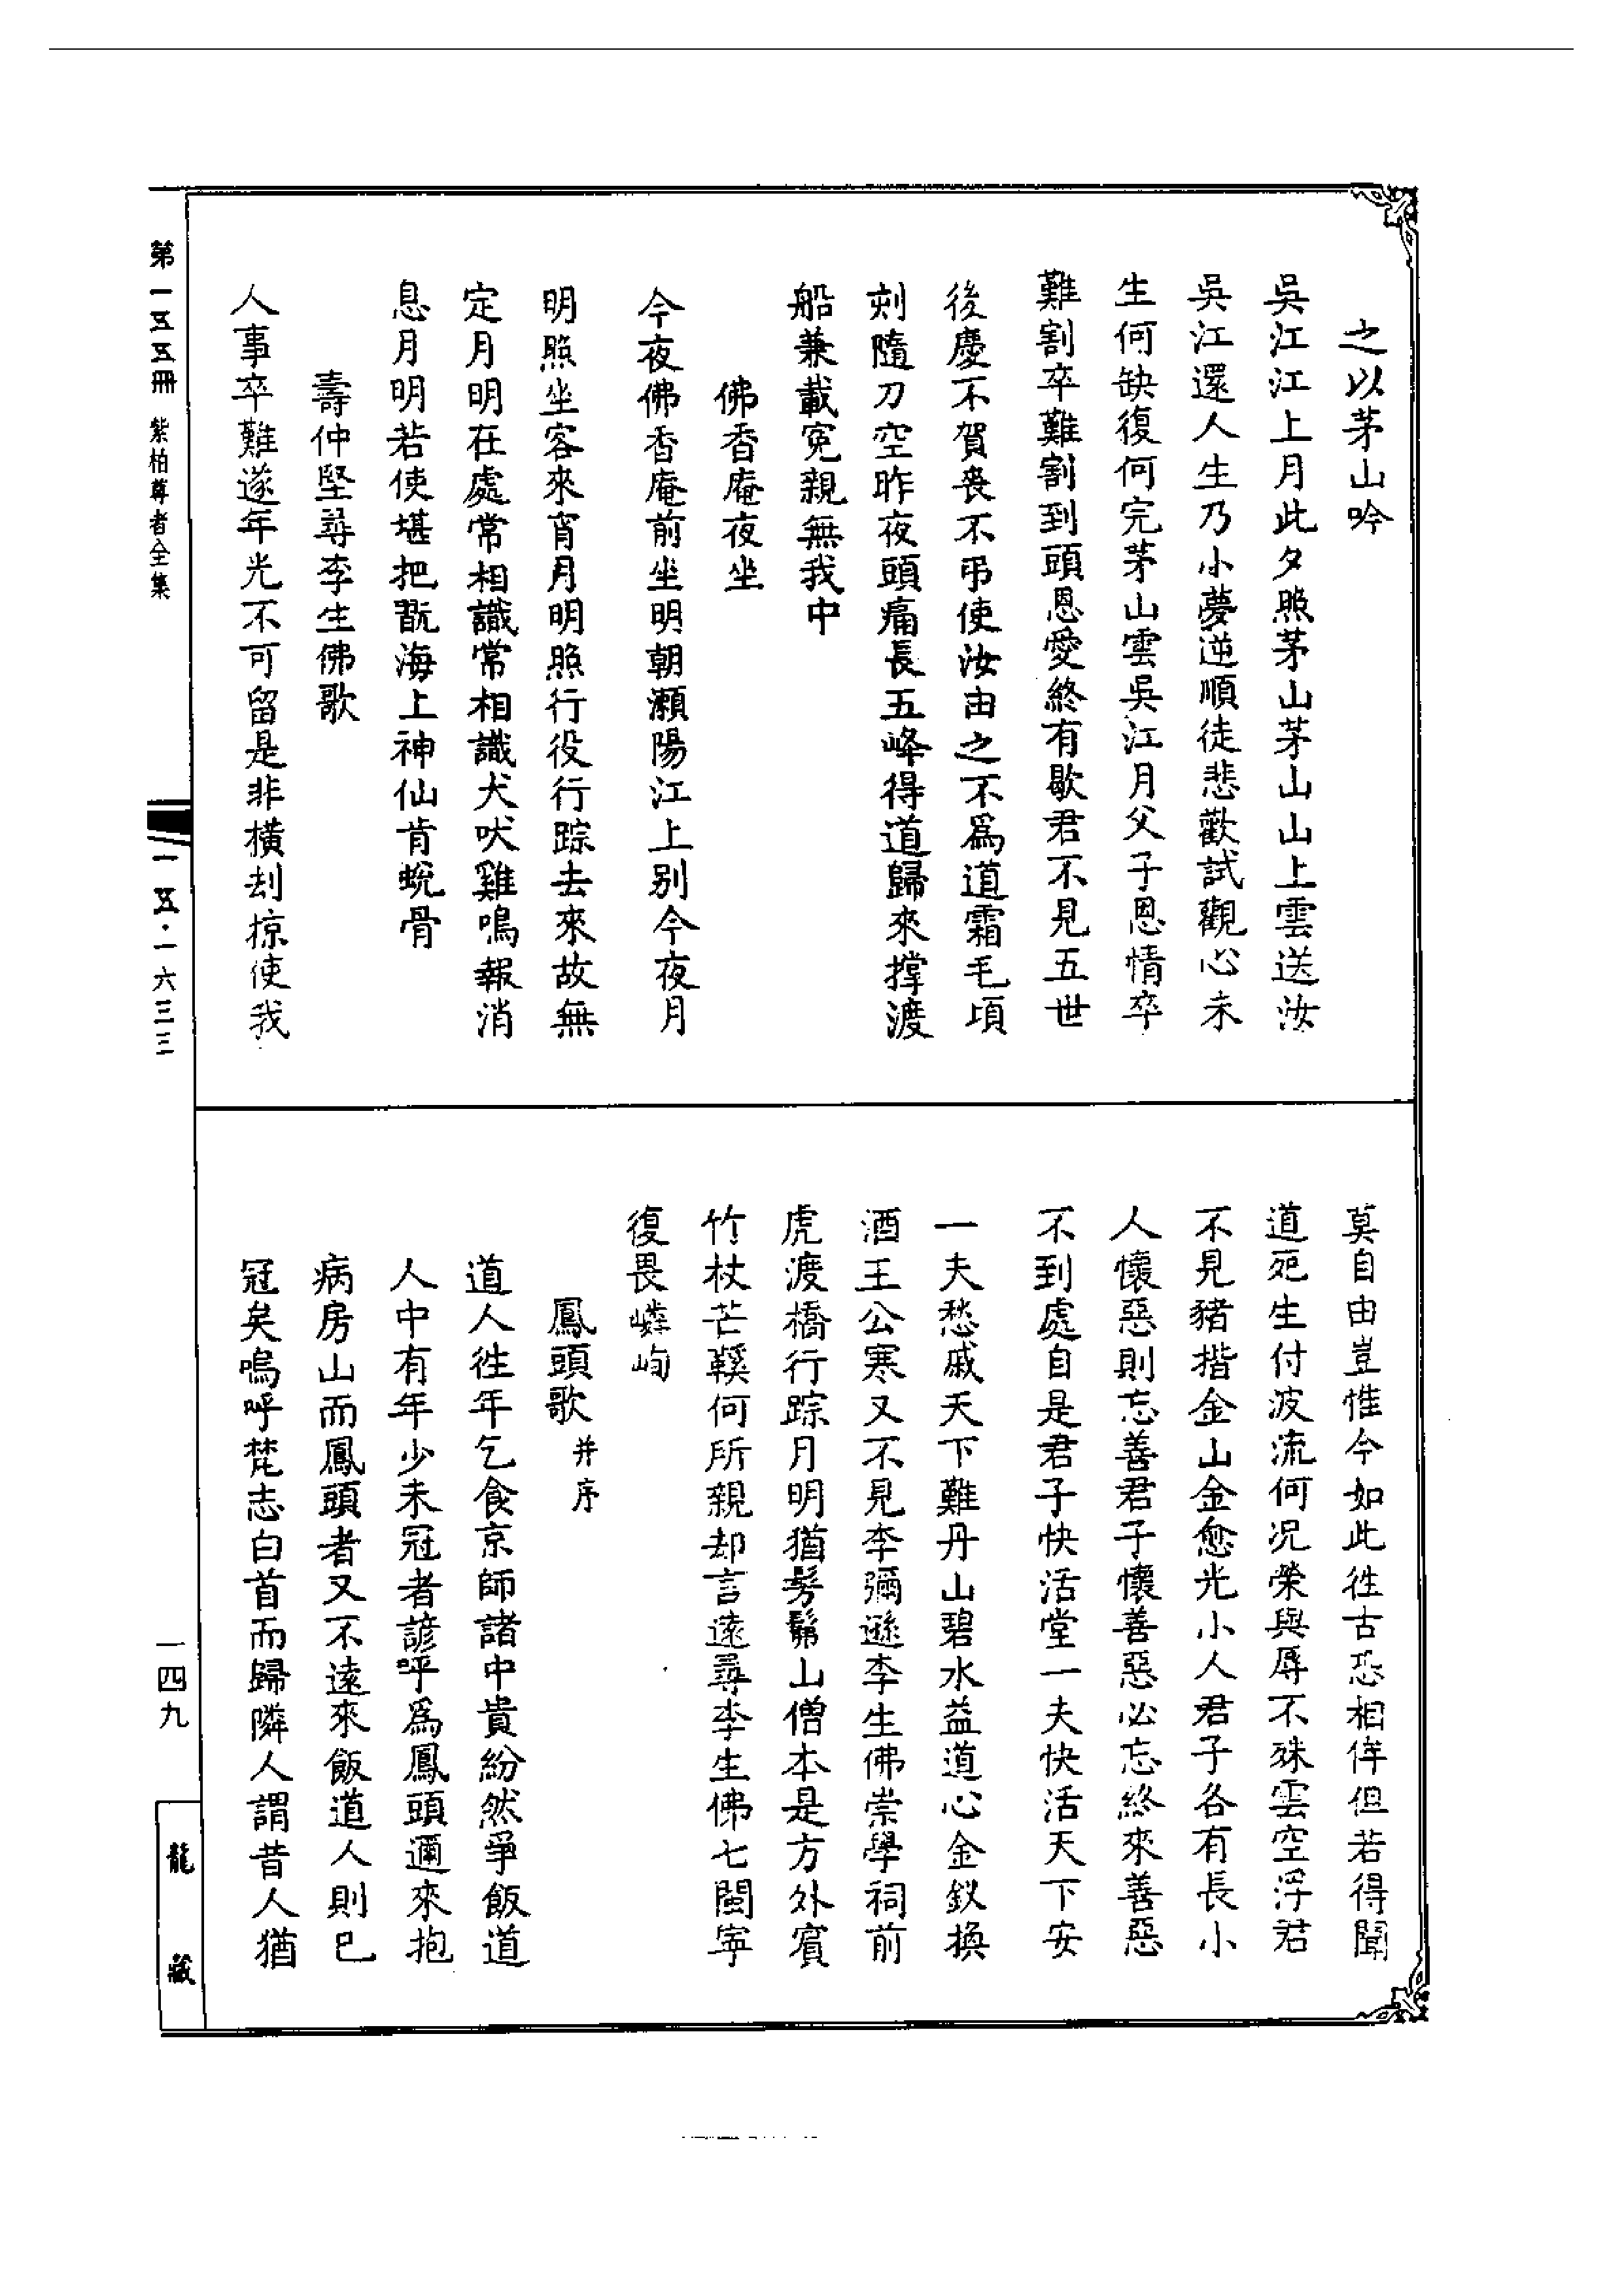 之以茅山吟
吳江江上月此夕照茅山茅山山上雲送汝
吳江還人生乃小夢逆順徒悲歡試觀心未
生何缺復何完茅山雲吳江月父子恩情卒
難割卒難割到頭恩愛終有歇君不見五世
後慶不賀喪不弔使汝由之不為道霜毛頃
刻隨刀空昨夜頭痛長五峰得道歸來撑渡
船兼載冤親無我中
佛香庵夜坐
今夜佛香庵前坐明朝瀨陽江上别今夜月
明照坐客來宵月明照行役行踪去來故無
定月明在處常相識常相識犬吠雞鳴報消
息月明若使堪把翫海上神仙肯蛻骨
壽仲堅尋李生佛歌
人事卒難遂年光不可留是非橫刦掠使我
莫自由豈惟今如此徃古恐相侔但若得聞
道死生付波流何况榮與辱不殊雲空浮君
不見豬揩金山金愈光小人君子各有長小
人懷惡則忘善君子懷善惡必忘終來善惡
不到處自是君子快活堂一夫快活天下安
一夫愁戚天下難丹山碧水益道心金釵換
酒王公寒又不見李彌遜李生佛崇學祠前
虎渡橋行踪月明猶髣髴山僧本是方外賓
竹杖芒鞵何所親却言遠尋李生佛七閩寧
復畏嶙峋
鳳頭歌 并序
道人徃年乞食京師諸中貴紛然爭飯道
人中有年少未冠者諺呼為鳳頭邇來抱
病房山而鳳頭者又不遠來飯道人則巳
冠矣嗚呼梵志白首而歸隣人謂昔人猶
第一五五冊 紫柏尊者全集
一五五·一六三三
一四九
龍藏